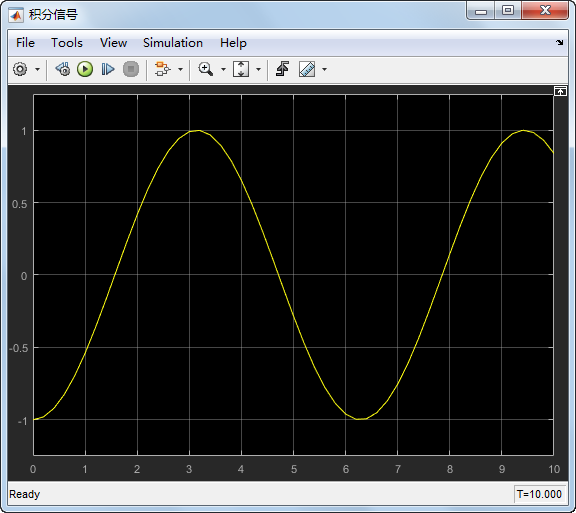 积分信号
File Tools View Simulation Help
1
0.5
0
-0.5
-1
0 1 2 3 4 5 6 7 8 9 10
Ready T=10.000